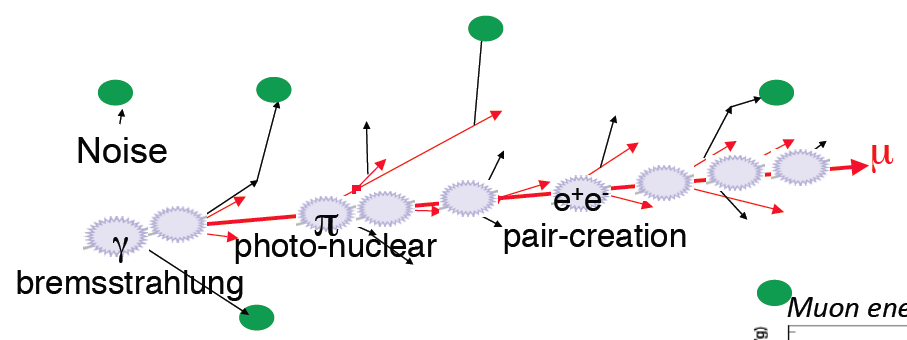 Noise
μ
e⁺e⁻
π
γ
photo-nuclear
pair-creation
bremsstrahlung
Muon ene